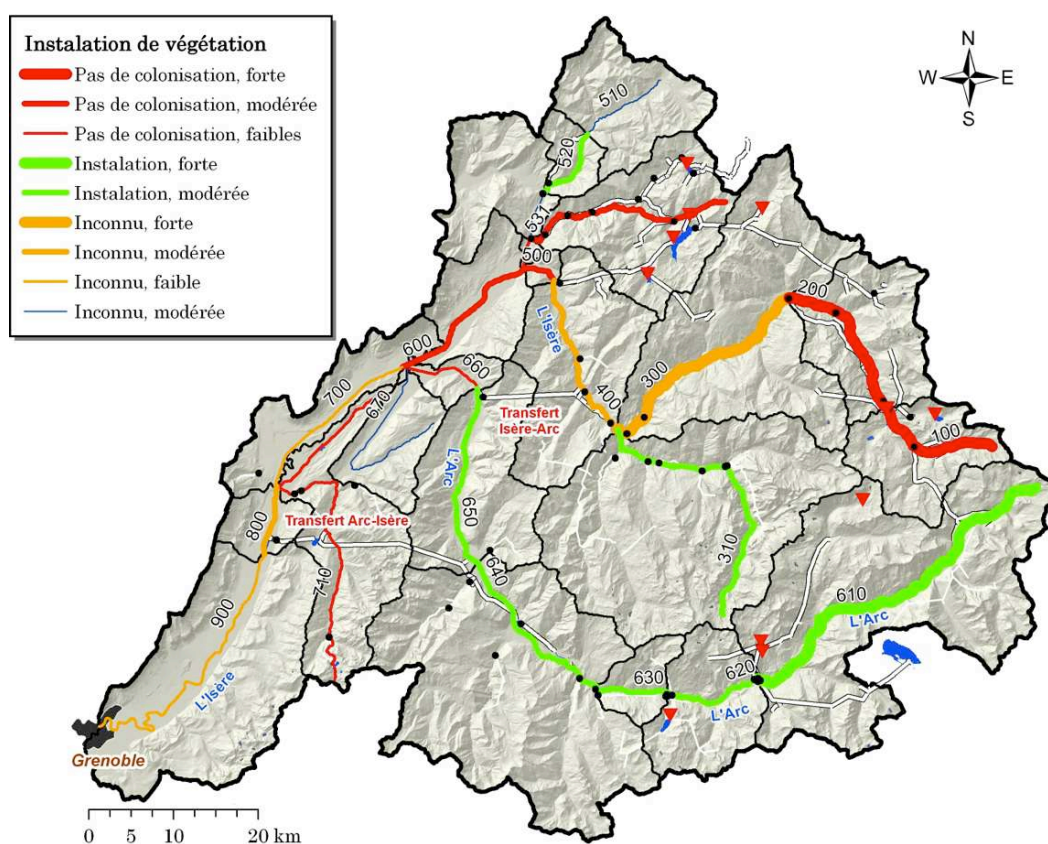 Instalation de végétation
Pas de colonisation, forte
Pas de colonisation, modérée
Pas de colonisation, faibles
Instalation, forte
Instalation, modérée
Inconnu, forte
Inconnu, modérée
Inconnu, faible
Inconnu, modérée
N
W
E
S
510
520
531
500
200
L'Isère
600
300
660
700
670
400
Transfert
Isère-Arc
100
L'Arc
650
Transfert Arc-Isère
800
310
640
710
610
L'Arc
900
630
620
L'Isère
L'Arc
Grenoble
0 5 10 20 km